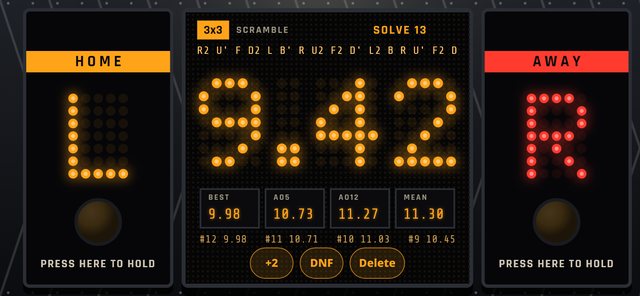 HOME
L
PRESS HERE TO HOLD
3x3 SCRAMBLE SOLVE 13
R2 U' F D2 L B' R U2 F2 D' L2 B R U' F2 D
9.42
BEST AO5 AO12 MEAN
9.98 10.73 11.27 11.30
#12 9.98 #11 10.71 #10 11.03 #9 10.45
+2 DNF Delete
AWAY
R
PRESS HERE TO HOLD